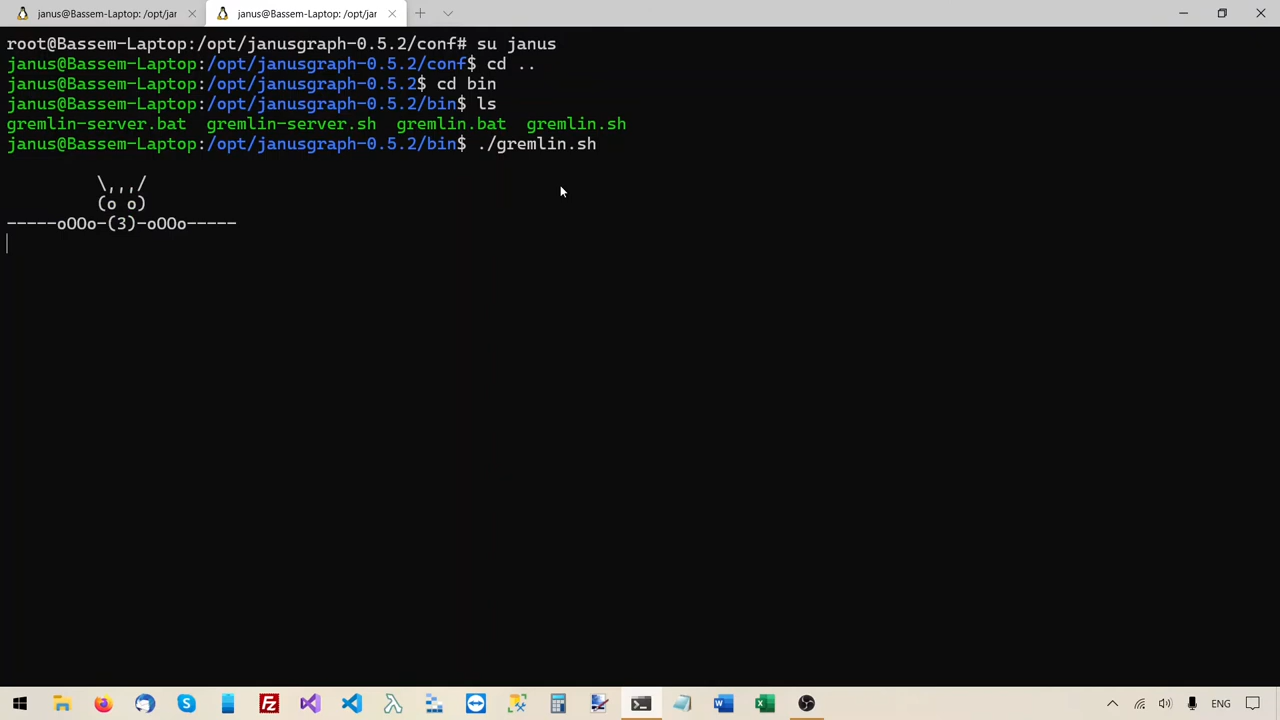 janus@Bassem-Laptop: /opt/jar
janus@Bassem-Laptop: /opt/jar
root@Bassem-Laptop:/opt/janusgraph-0.5.2/conf# su janus
janus@Bassem-Laptop:/opt/janusgraph-0.5.2/conf$ cd ..
janus@Bassem-Laptop:/opt/janusgraph-0.5.2$ cd bin
janus@Bassem-Laptop:/opt/janusgraph-0.5.2/bin$ ls
gremlin-server.bat  gremlin-server.sh  gremlin.bat  gremlin.sh
janus@Bassem-Laptop:/opt/janusgraph-0.5.2/bin$ ./gremlin.sh
         \,,,/
         (o o)
-----oOOo-(3)-oOOo-----
ENG